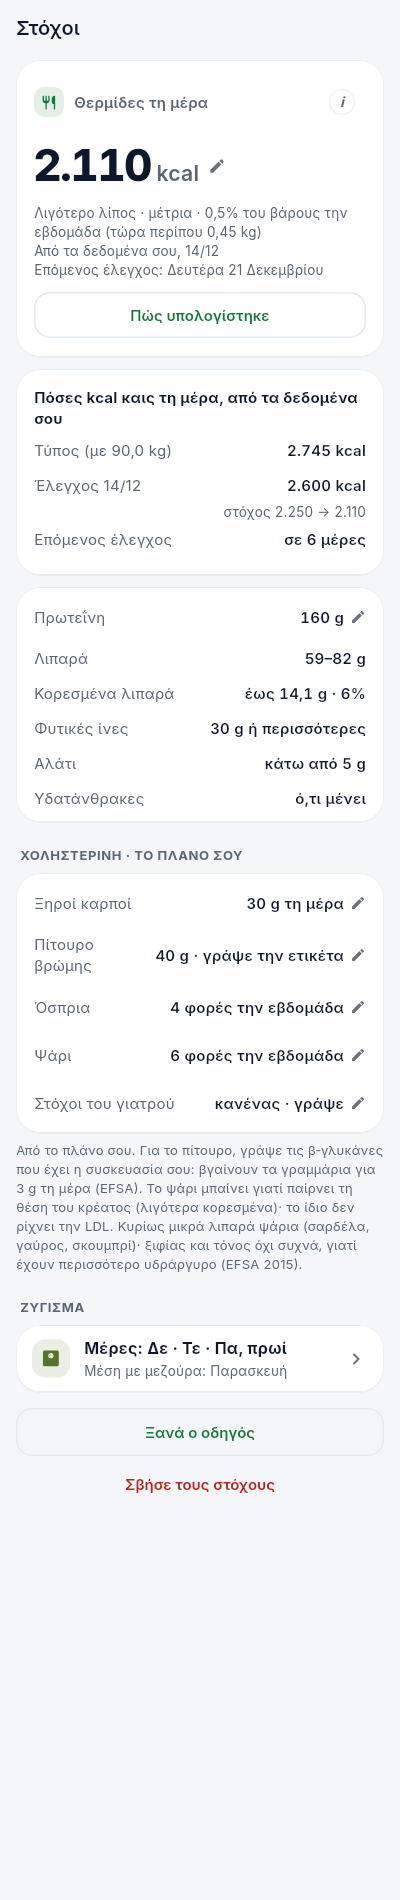 Στόχοι
Θερμίδες τη μέρα
i
2.110 kcal
Λιγότερο λίπος · μέτρια · 0,5% του βάρους την
εβδομάδα (τώρα περίπου 0,45 kg)
Από τα δεδομένα σου, 14/12
Επόμενος έλεγχος: Δευτέρα 21 Δεκεμβρίου
Πώς υπολογίστηκε
Πόσες kcal καις τη μέρα, από τα δεδομένα
σου
Τύπος (με 90,0 kg) 2.745 kcal
Έλεγχος 14/12 2.600 kcal
στόχος 2.250 → 2.110
Επόμενος έλεγχος σε 6 μέρες
Πρωτεΐνη 160 g
Λιπαρά 59–82 g
Κορεσμένα λιπαρά έως 14,1 g · 6%
Φυτικές ίνες 30 g ή περισσότερες
Αλάτι κάτω από 5 g
Υδατάνθρακες ό,τι μένει
ΧΟΛΗΣΤΕΡΙΝΗ · ΤΟ ΠΛΑΝΟ ΣΟΥ
Ξηροί καρποί 30 g τη μέρα
Πίτουρο
βρώμης 40 g · γράψε την ετικέτα
Όσπρια 4 φορές την εβδομάδα
Ψάρι 6 φορές την εβδομάδα
Στόχοι του γιατρού κανένας · γράψε
Από το πλάνο σου. Για το πίτουρο, γράψε τις β-γλυκάνες
που έχει η συσκευασία σου: βγαίνουν τα γραμμάρια για
3 g τη μέρα (EFSA). Το ψάρι μπαίνει γιατί παίρνει τη
θέση του κρέατος (λιγότερα κορεσμένα)· το ίδιο δεν
ρίχνει την LDL. Κυρίως μικρά λιπαρά ψάρια (σαρδέλα,
γαύρος, σκουμπρί)· ξιφίας και τόνος όχι συχνά, γιατί
έχουν περισσότερο υδράργυρο (EFSA 2015).
ΖΥΓΙΣΜΑ
Μέρες: Δε · Τε · Πα, πρωί
Μέση με μεζούρα: Παρασκευή
Ξανά ο οδηγός
Σβήσε τους στόχους